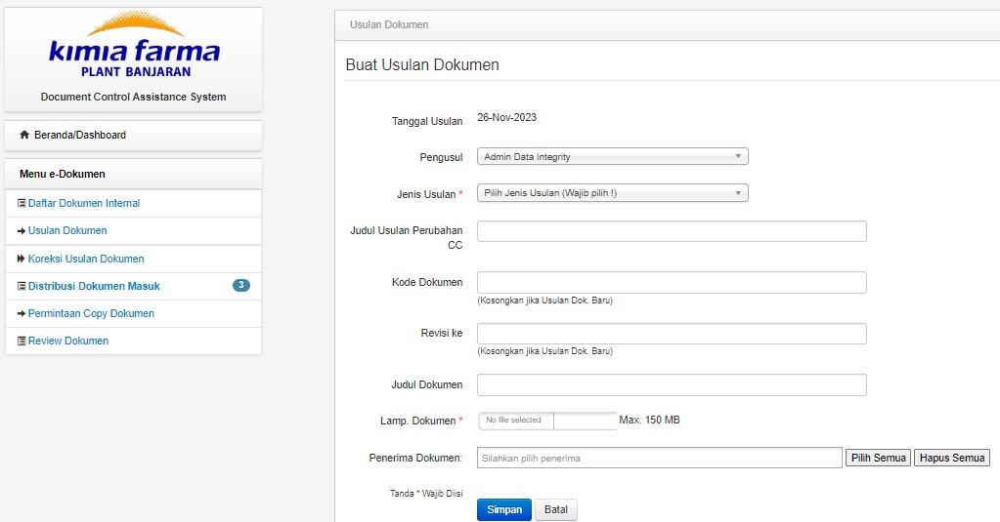 kimia farma
PLANT BANJARAN
Document Control Assistance System
Beranda/Dashboard
Menu e-Dokumen
Daftar Dokumen Internal
Usulan Dokumen
Koreksi Usulan Dokumen
Distribusi Dokumen Masuk 3
Permintaan Copy Dokumen
Review Dokumen
Usulan Dokumen
Buat Usulan Dokumen
Tanggal Usulan 26-Nov-2023
Pengusul Admin Data Integrity
Jenis Usulan * Pilih Jenis Usulan (Wajib pilih !)
Judul Usulan Perubahan
CC
Kode Dokumen
(Kosongkan jika Usulan Dok. Baru)
Revisi ke
(Kosongkan jika Usulan Dok. Baru)
Judul Dokumen
Lamp. Dokumen * No file selected Max. 150 MB
Penerima Dokumen: Silahkan pilih penerima Pilih Semua Hapus Semua
Tanda * Wajib Diisi
Simpan Batal